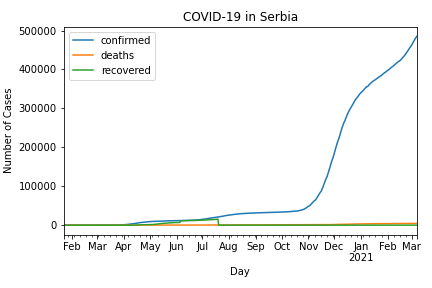 COVID-19 in Serbia
confirmed
deaths
recovered
Number of Cases
500000
400000
300000
200000
100000
0
Feb Mar Apr May Jun Jul Aug Sep Oct Nov Dec Jan Feb Mar
2021
Day